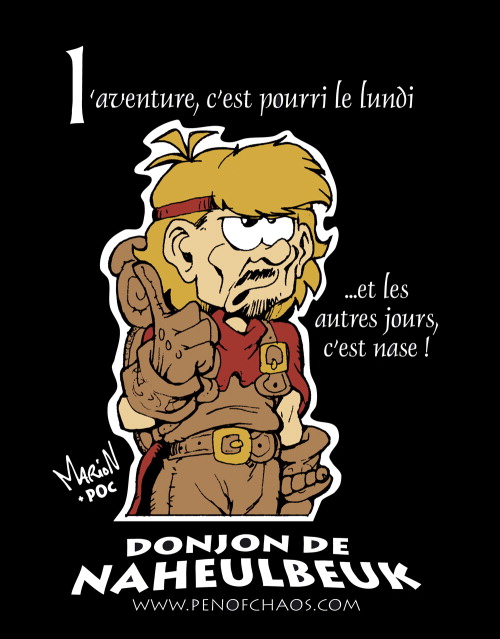 l'aventure, c'est pourri le lundi
...et les
autres jours,
c'est nase !
MARioN
+ POC
DONJON DE
NAHEULBEUK
WWW.PENOFCHAOS.COM